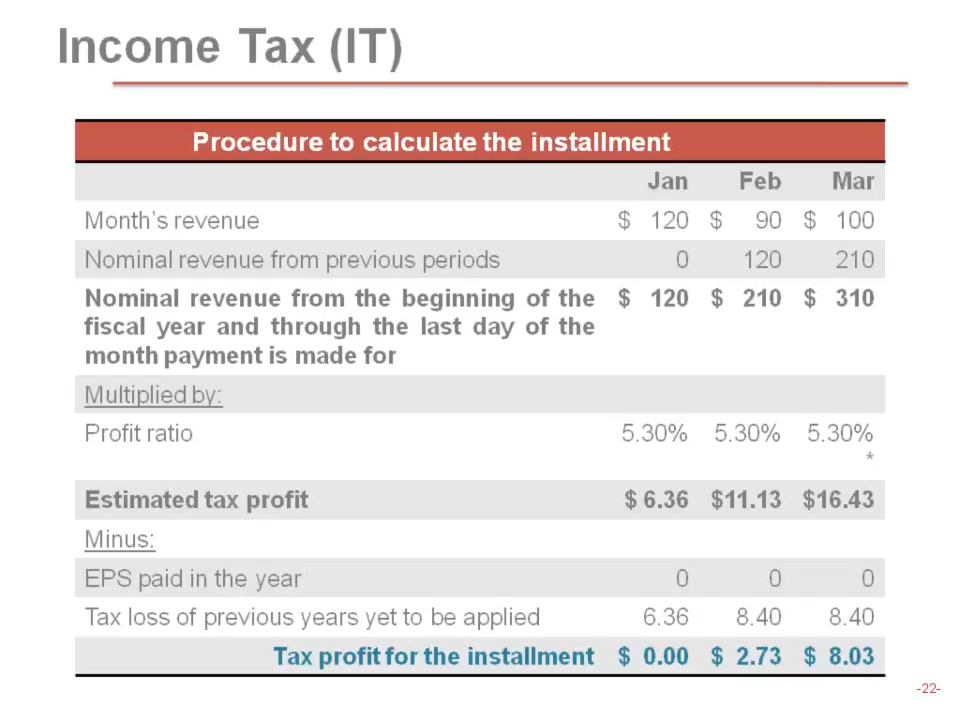 Income Tax (IT)
Procedure to calculate the installment
Jan Feb Mar
Month's revenue $ 120 $ 90 $ 100
Nominal revenue from previous periods 0 120 210
Nominal revenue from the beginning of the $ 120 $ 210 $ 310
fiscal year and through the last day of the
month payment is made for
Multiplied by:
Profit ratio 5.30% 5.30% 5.30%
*
Estimated tax profit $ 6.36 $11.13 $16.43
Minus:
EPS paid in the year 0 0 0
Tax loss of previous years yet to be applied 6.36 8.40 8.40
Tax profit for the installment $ 0.00 $ 2.73 $ 8.03
-22-